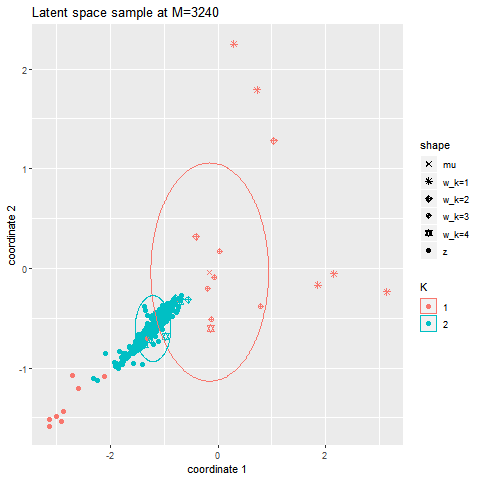 Latent space sample at M=3240
2
1
0
-1
coordinate 2
-2
0
2
coordinate 1
shape
mu
w_k=1
w_k=2
w_k=3
w_k=4
z
K
1
2